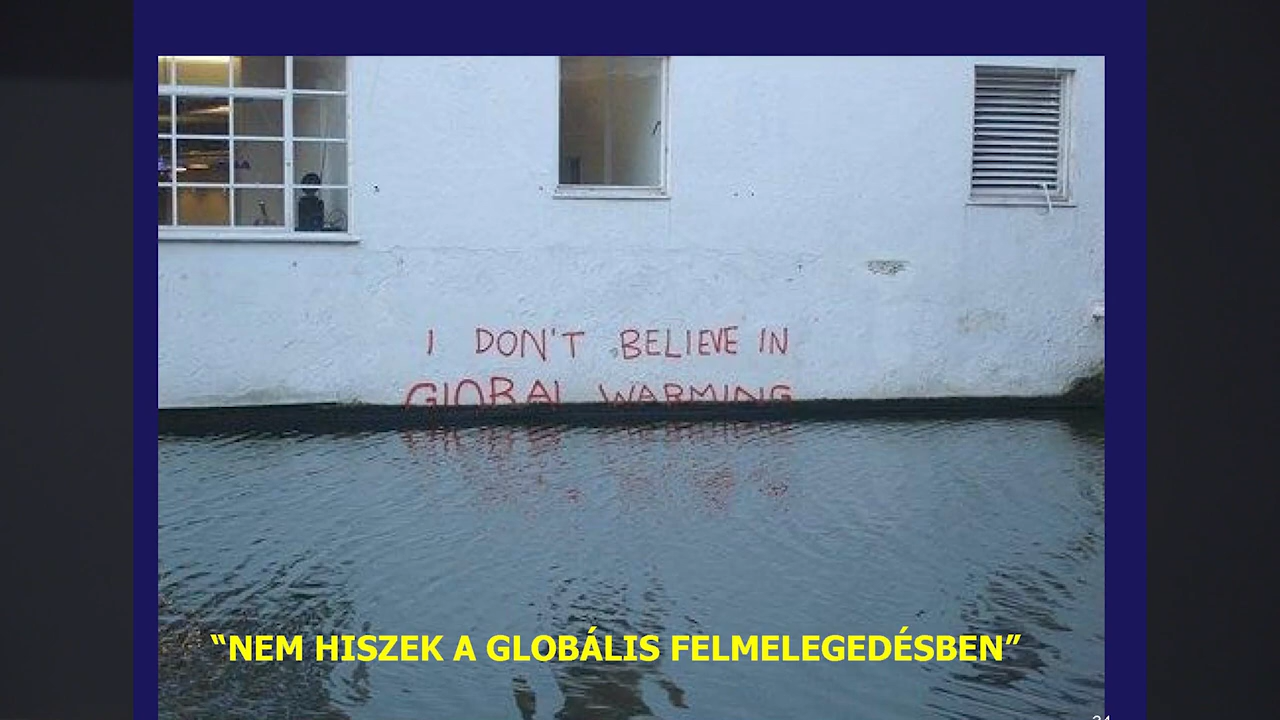 I DON'T BELIEVE IN
GLOBAL WARMING
“NEM HISZEK A GLOBÁLIS FELMELEGEDÉSBEN”